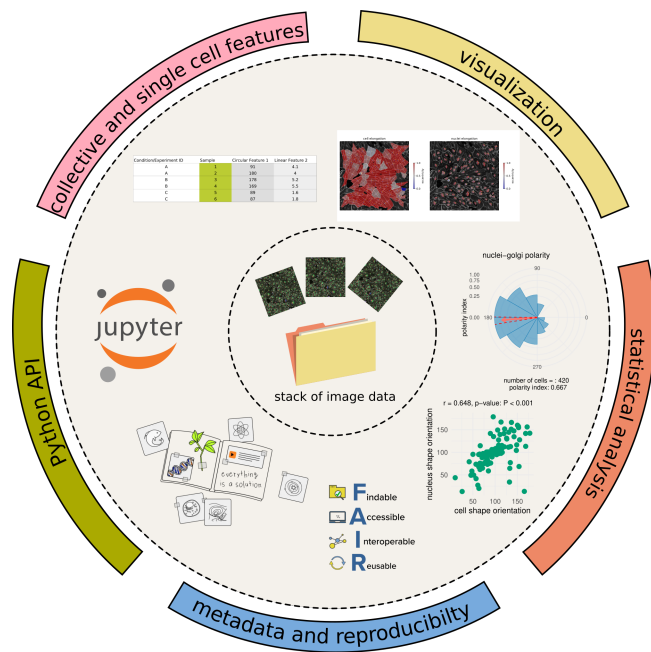 collective and single cell features
visualization
Condition/Experiment ID Sample Circular Feature 1 Linear Feature 2
A 1 91 4.1
A 2 100 4
B 3 178 5.2
B 4 169 5.5
C 5 89 1.6
C 6 87 1.8
cell elongation
nuclei elongation
nuclei-golgi polarity
90
1.00
0.75
0.50
0.25
0.00
polarity index
180
0
270
number of cells = : 420
polarity index: 0.667
statistical analysis
r = 0.648, p-value: P < 0.001
nucleus shape orientation
150
100
50
50 100 150
cell shape orientation
jupyter
Python API
stack of image data
everything
is a solution
Findable
Accessible
Interoperable
Reusable
metadata and reproducibilty